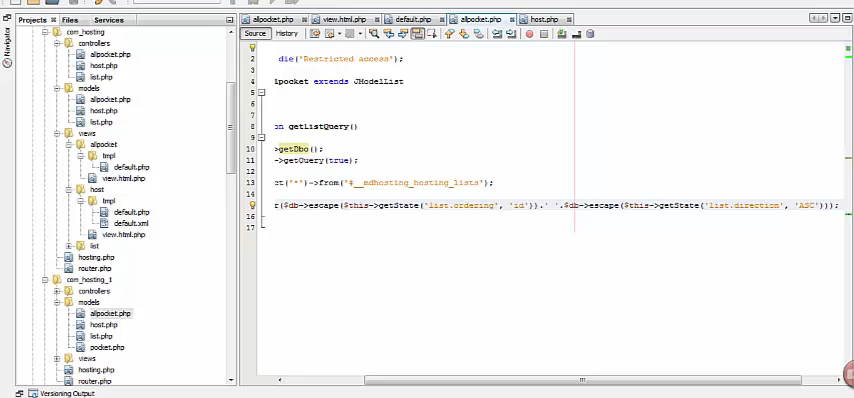 Projects Files Services
Navigator
com_hosting
controllers
allpocket.php
host.php
list.php
models
allpocket.php
host.php
list.php
views
allpocket
tmpl
default.php
view.html.php
host
tmpl
default.php
default.xml
view.html.php
list
hosting.php
router.php
com_hosting_1
controllers
models
allpocket.php
host.php
list.php
pocket.php
views
hosting.php
router.php
allpocket.php view.html.php default.php allpocket.php host.php
Source History
2 die('Restricted access');
3
4 lpocket extends JModelList
5
6
7
8 on getListQuery()
9
10 >getDbo();
11 ->getQuery(true);
12
13 ct('*')->from('#__mdhosting_hosting_lists');
14
r($db->escape($this->getState('list.ordering', 'id')).' '.$db->escape($this->getState('list.direction', 'ASC')));
16
17
Versioning Output